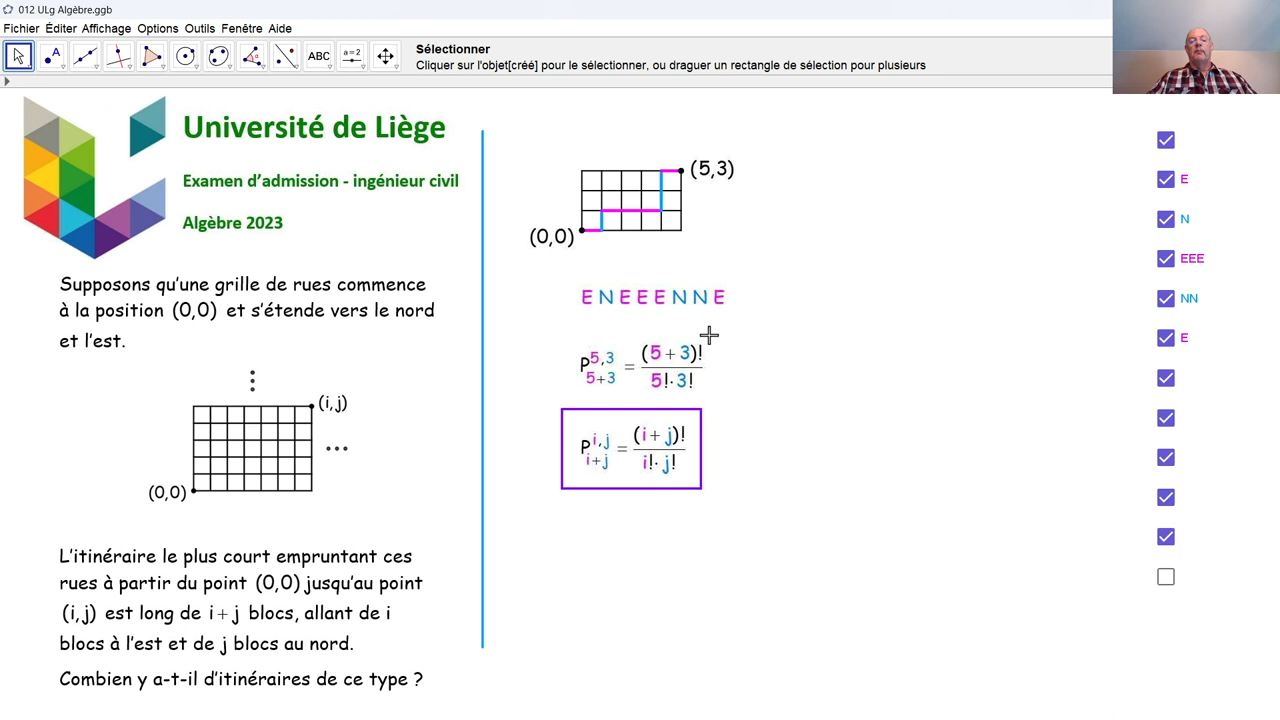 012 ULg Algèbre.ggb
Fichier Éditer Affichage Options Outils Fenêtre Aide
A
ABC
a=2
Sélectionner
Cliquer sur l'objet[créé] pour le sélectionner, ou draguer un rectangle de sélection pour plusieurs
Université de Liège
Examen d'admission - ingénieur civil
Algèbre 2023
Supposons qu'une grille de rues commence
à la position (0,0) et s'étende vers le nord
et l'est.
⋮
(i,j)
...
(0,0)
L'itinéraire le plus court empruntant ces
rues à partir du point (0,0) jusqu'au point
(i,j) est long de i+j blocs, allant de i
blocs à l'est et de j blocs au nord.
Combien y a-t-il d'itinéraires de ce type ?
(5,3)
(0,0)
E N E E E N N E
P_{5+3}^{5,3} = \frac{(5+3)!}{5!·3!}
P_{i+j}^{i,j} = \frac{(i+j)!}{i!·j!}
E
N
EEE
NN
E